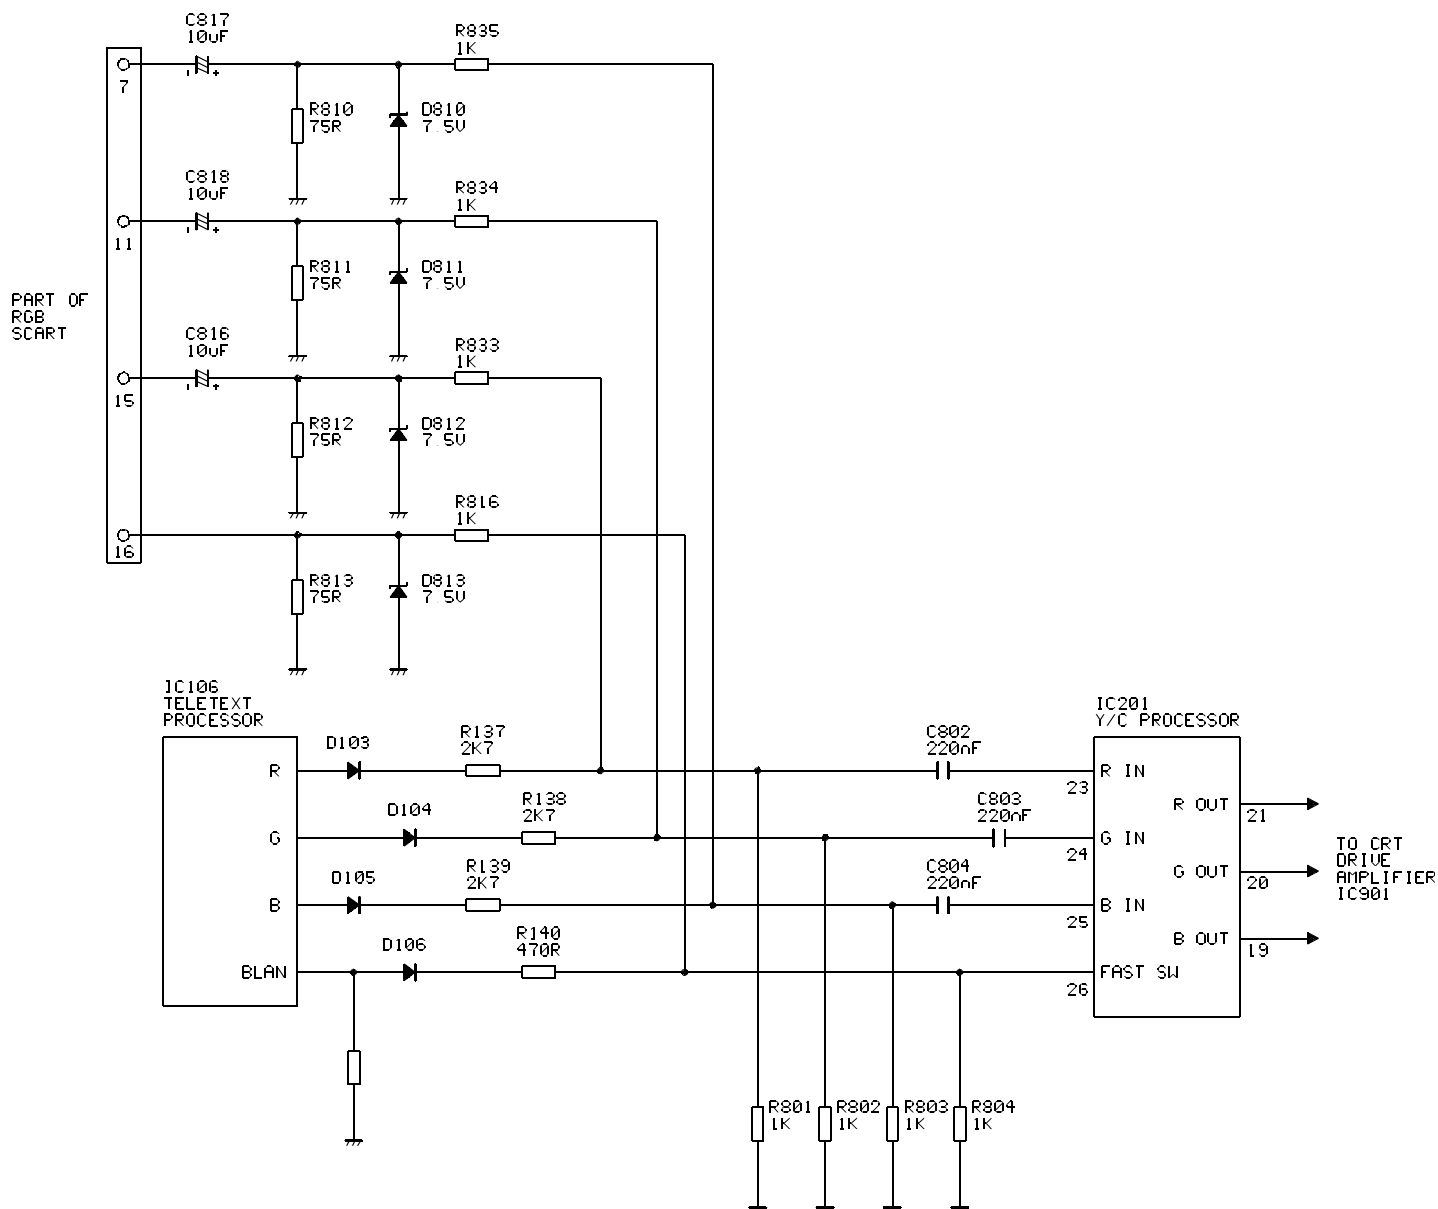 C817
10uF
R835
1K
7
R810
75R
D810
7.5V
C818
10uF
R834
1K
11
R811
75R
D811
7.5V
PART OF
RGB
SCART
C816
10uF
R833
1K
15
R812
75R
D812
7.5V
R816
1K
16
R813
75R
D813
7.5V
IC106
TELETEXT
PROCESSOR
IC201
Y/C PROCESSOR
D103
R137
2K7
C802
220nF
R
R IN
23
D104
R138
2K7
C803
220nF
R OUT
21
G
G IN
24
D105
R139
2K7
C804
220nF
G OUT
20
TO CRT
DRIVE
AMPLIFIER
IC901
B
B IN
25
D106
R140
470R
B OUT
19
BLAN
FAST SW
26
R801
1K
R802
1K
R803
1K
R804
1K